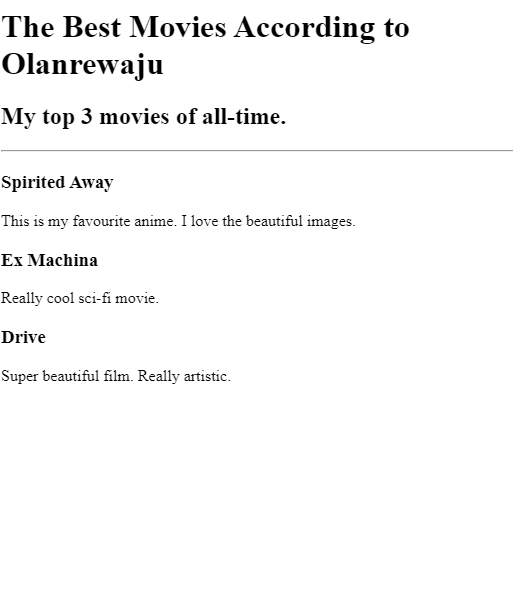 The Best Movies According to
Olanrewaju
My top 3 movies of all-time.
Spirited Away
This is my favourite anime. I love the beautiful images.
Ex Machina
Really cool sci-fi movie.
Drive
Super beautiful film. Really artistic.